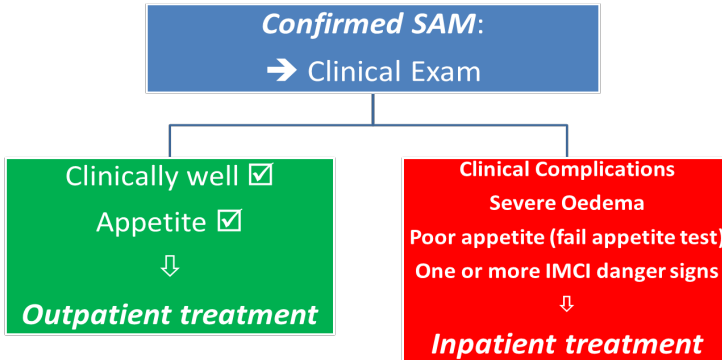 Confirmed SAM:
➔ Clinical Exam
Clinically well ☑
Appetite ☑
⇩
Outpatient treatment
Clinical Complications
Severe Oedema
Poor appetite (fail appetite test)
One or more IMCI danger signs
⇩
Inpatient treatment